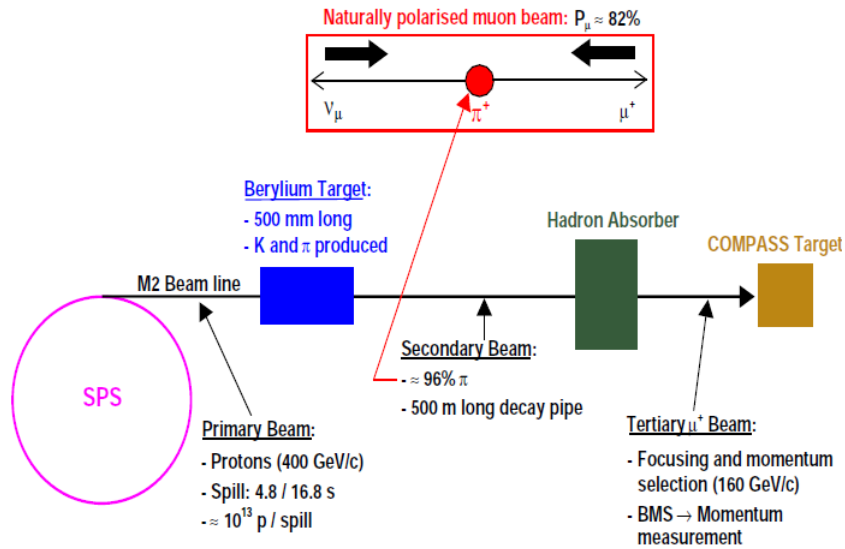 Naturally polarised muon beam: Pμ ≈ 82%
νμ
π+
μ+
Berylium Target:
- 500 mm long
- K and π produced
Hadron Absorber
COMPASS Target
M2 Beam line
SPS
Secondary Beam:
- ≈ 96% π
- 500 m long decay pipe
Primary Beam:
- Protons (400 GeV/c)
- Spill: 4.8 / 16.8 s
- ≈ 10¹³ p / spill
Tertiary μ+ Beam:
- Focusing and momentum
selection (160 GeV/c)
- BMS → Momentum
measurement